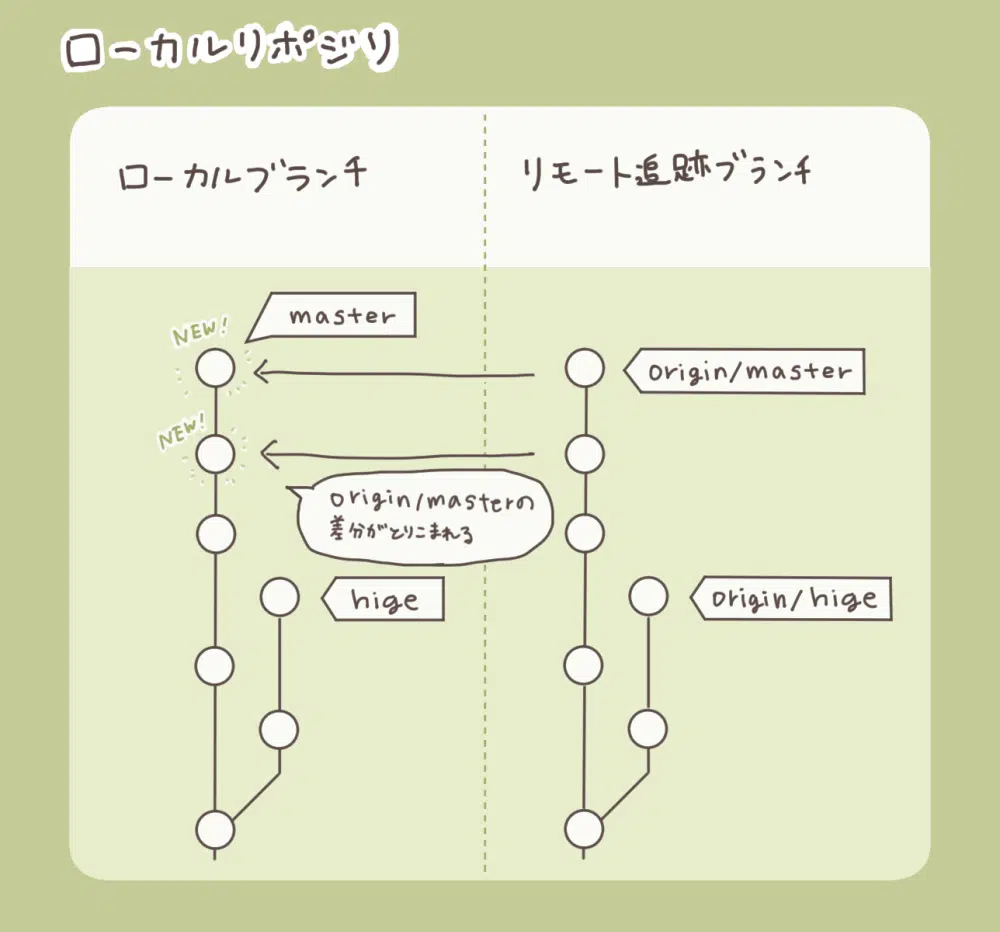 ローカルリポジリ
ローカルブランチ
リモート追跡ブランチ
NEW!
master
origin/master
NEW!
origin/masterの
差分がとりこまれる
hige
origin/hige